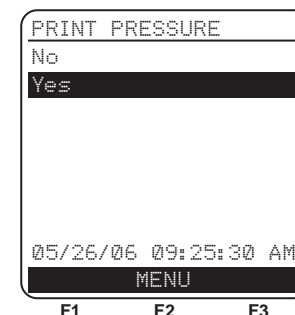 PRINT PRESSURE
No
Yes
05/26/06 09:25:30 AM
MENU
F1 F2 F3